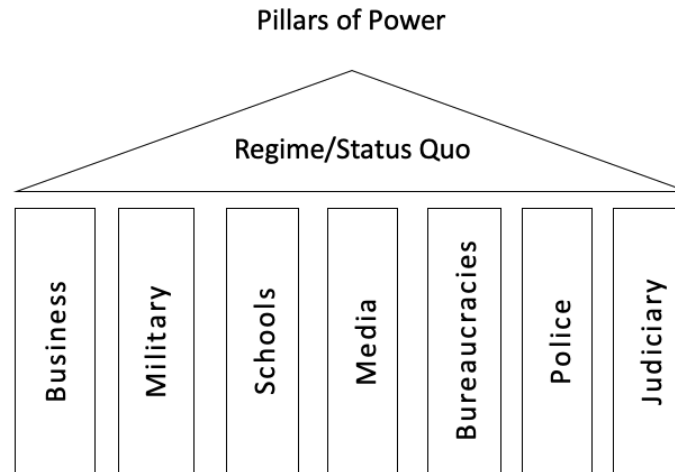 Pillars of Power
Regime/Status Quo
Business
Military
Schools
Media
Bureaucracies
Police
Judiciary